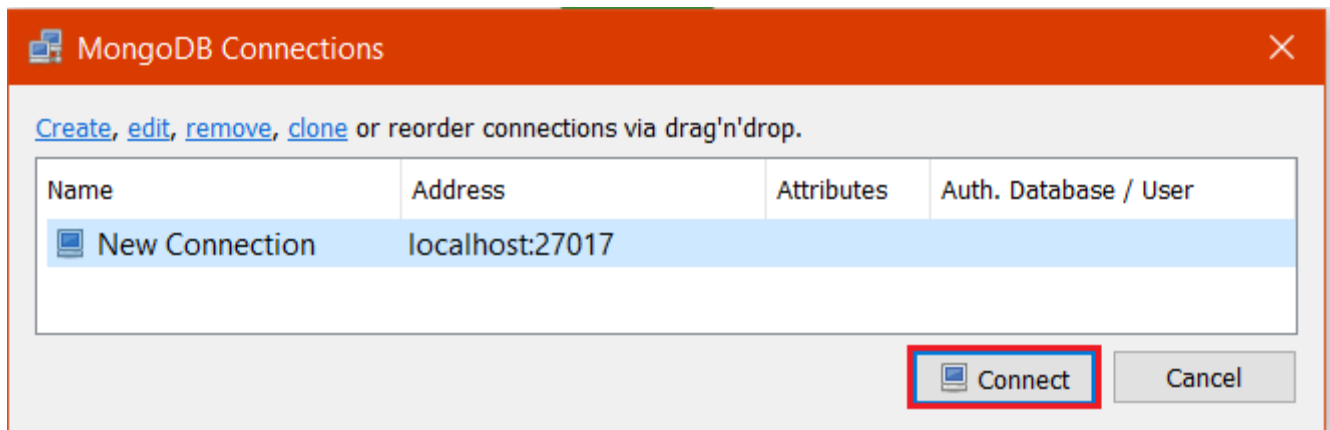 MongoDB Connections
Create, edit, remove, clone or reorder connections via drag'n'drop.
Name Address Attributes Auth. Database / User
New Connection localhost:27017
Connect Cancel